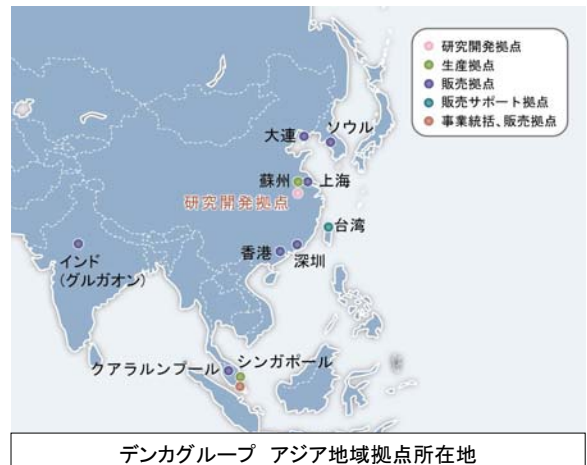 研究開発拠点
生産拠点
販売拠点
販売サポート拠点
事業統括、販売拠点
大連
ソウル
蘇州
上海
研究開発拠点
台湾
香港
深圳
インド
(グルガオン)
クアラルンプール
シンガポール
デンカグループ アジア地域拠点所在地